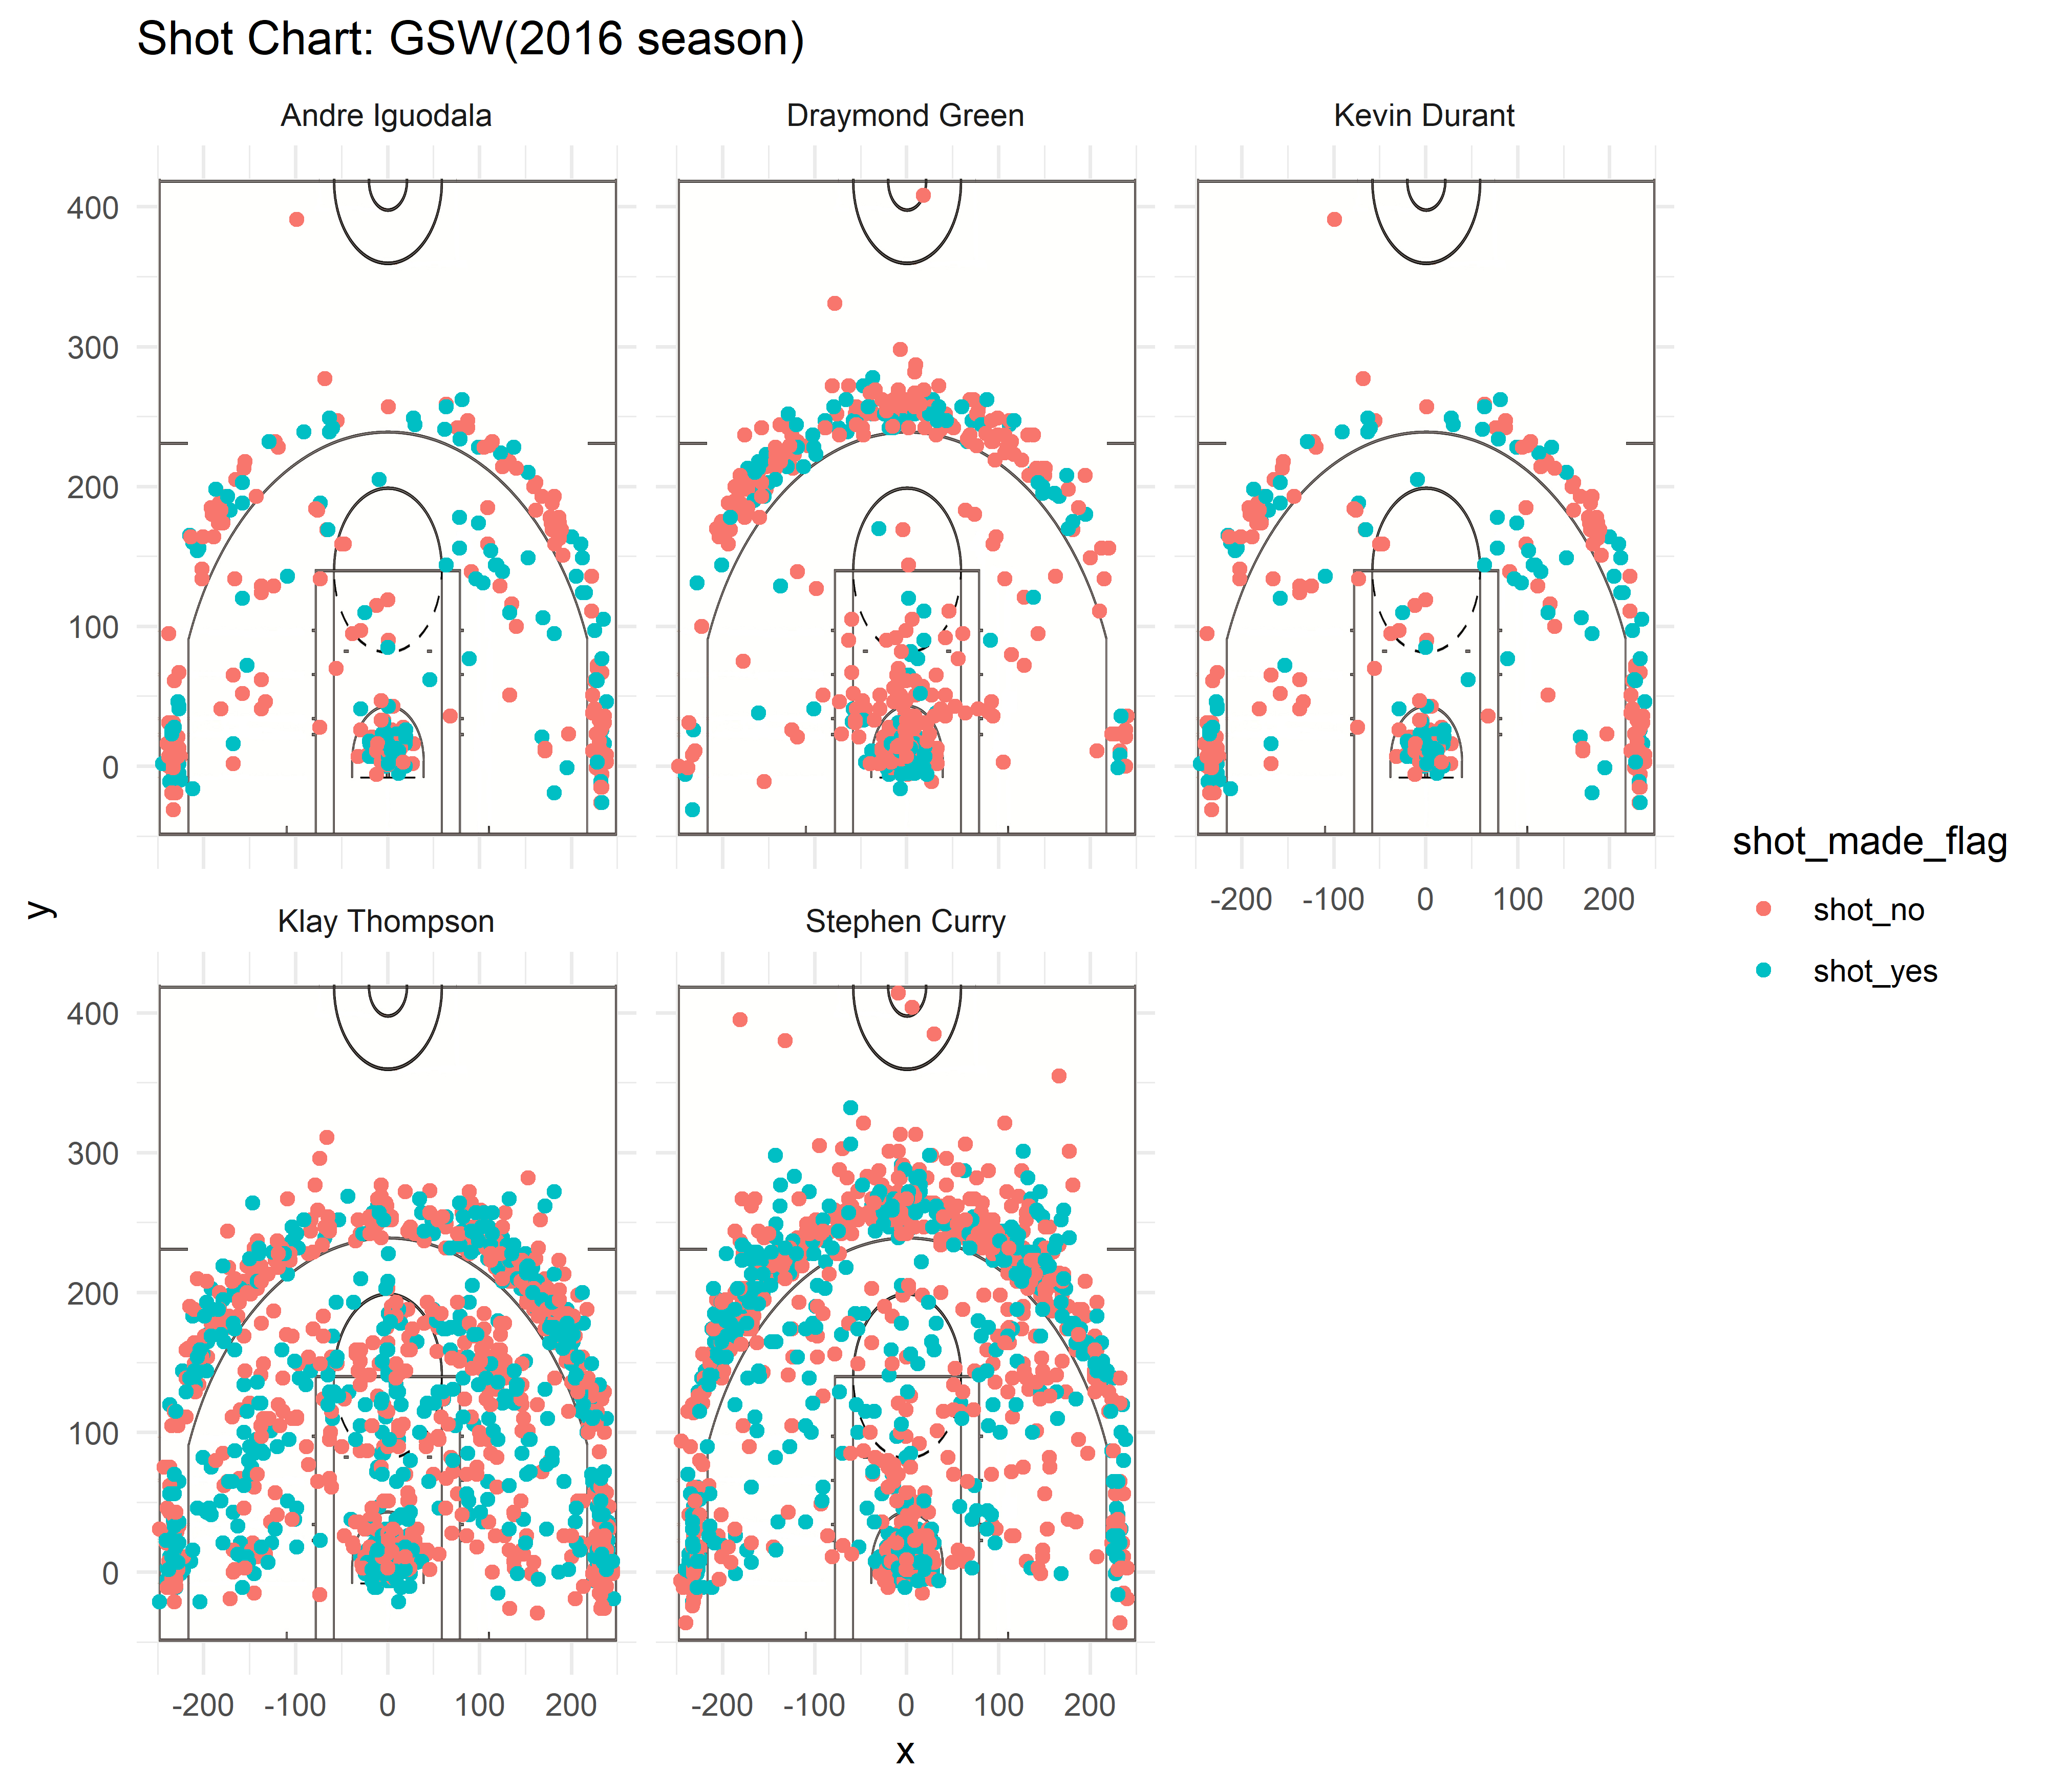 Shot Chart: GSW(2016 season)
Andre Iguodala
Draymond Green
Kevin Durant
400
300
200
100
0
-200 -100 0 100 200
y
shot_made_flag
shot_no
shot_yes
Klay Thompson
Stephen Curry
400
300
200
100
0
-200 -100 0 100 200
-200 -100 0 100 200
x